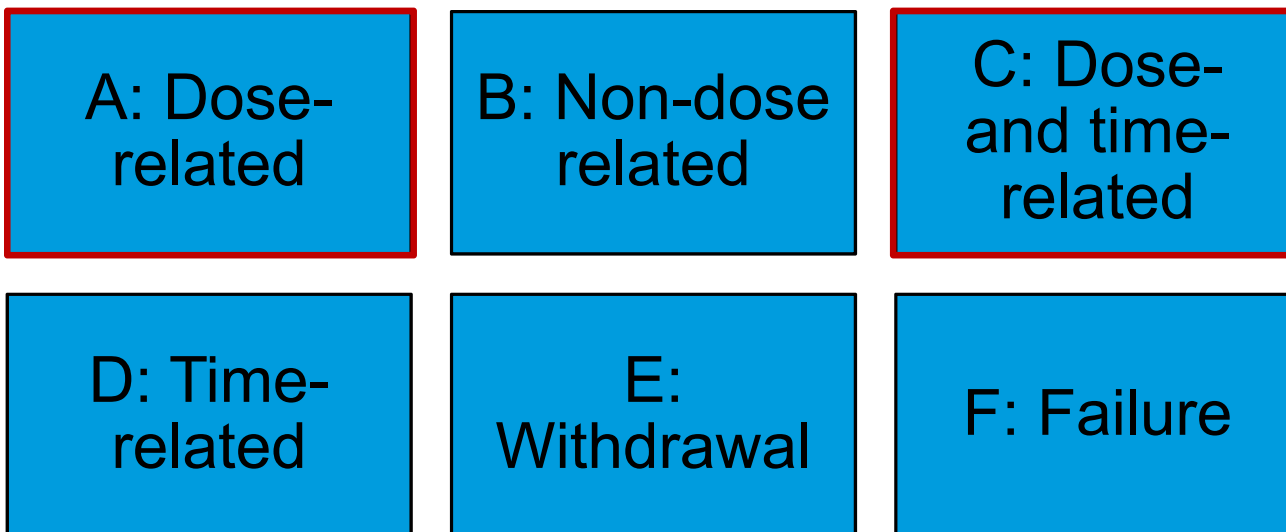 A: Dose-
related
B: Non-dose
related
C: Dose-
and time-
related
D: Time-
related
E:
Withdrawal
F: Failure